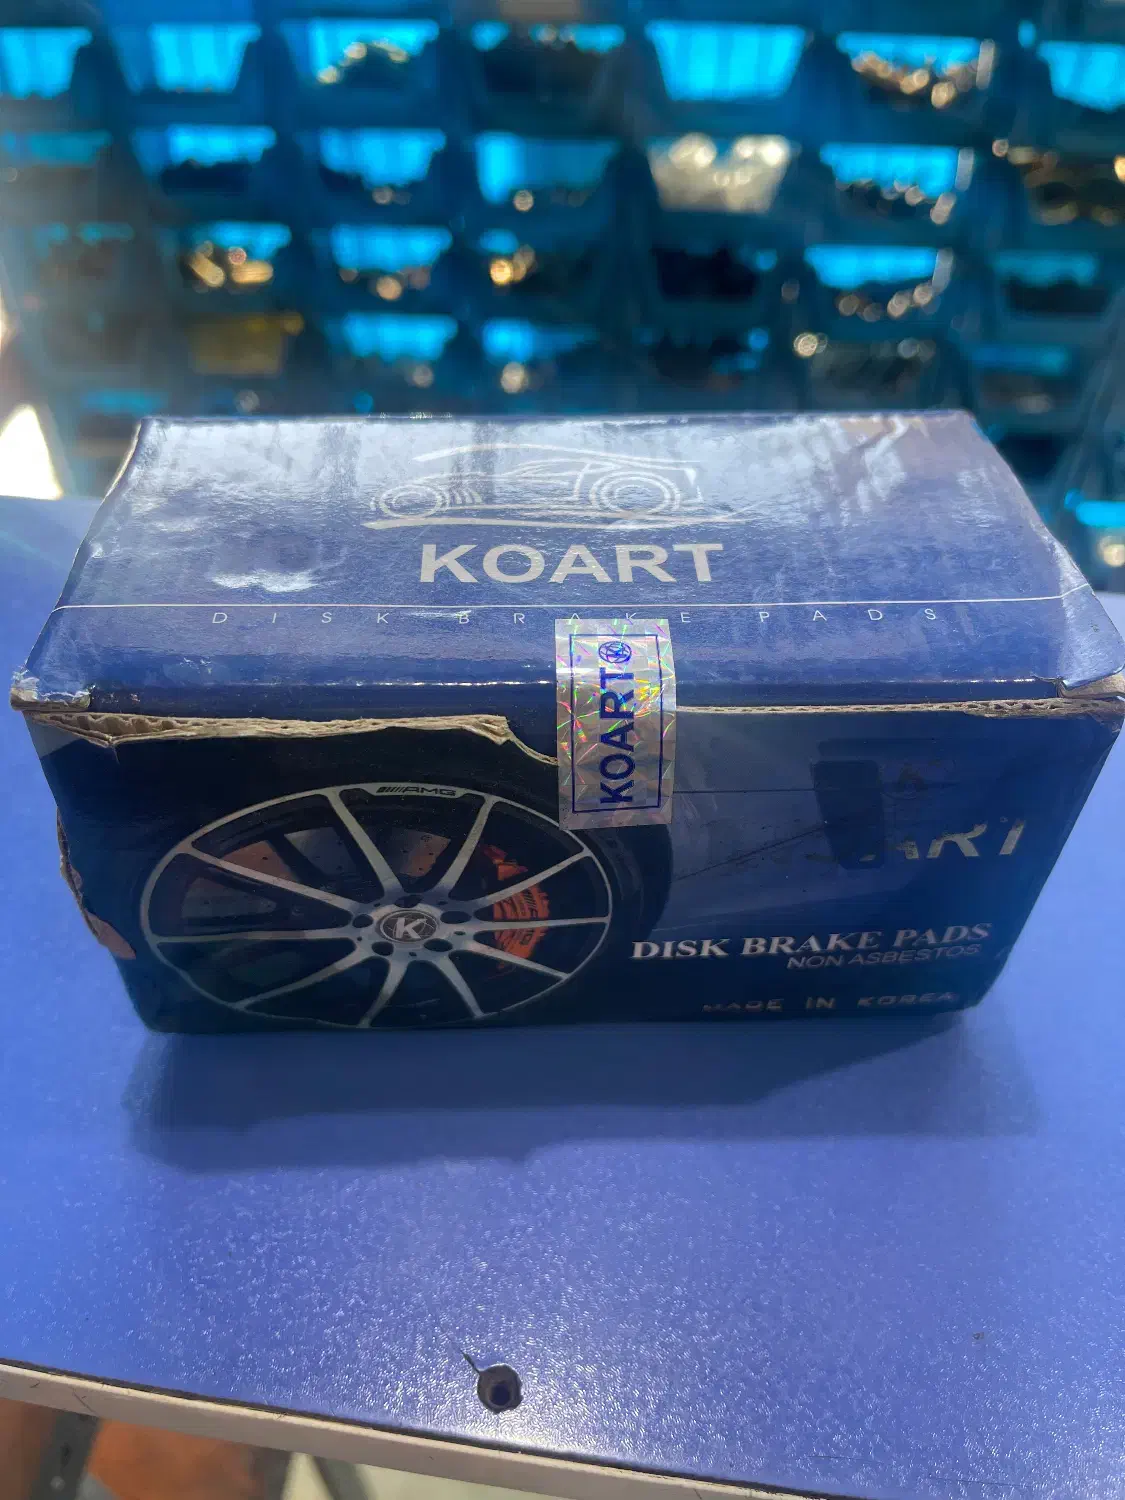 KOART
DISK BRAKE PADS
KOART®
AMG
K
DISK BRAKE PADS
NON ASBESTOS
MADE IN KOREA